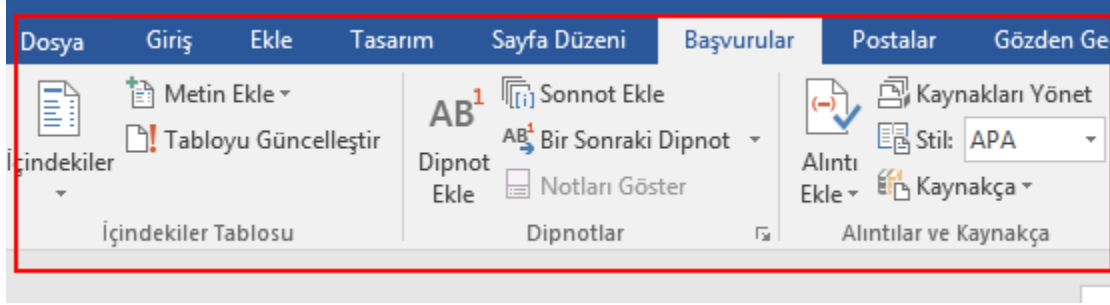 Dosya Giriş Ekle Tasarım Sayfa Düzeni Başvurular Postalar Gözden Ge
İçindekiler
Metin Ekle
Tabloyu Güncelleştir
İçindekiler Tablosu
AB1
Dipnot
Ekle
[i] Sonnot Ekle
AB1 Bir Sonraki Dipnot
Notları Göster
Dipnotlar
Alıntı
Ekle
Kaynakları Yönet
Stil: APA
Kaynakça
Alıntılar ve Kaynakça